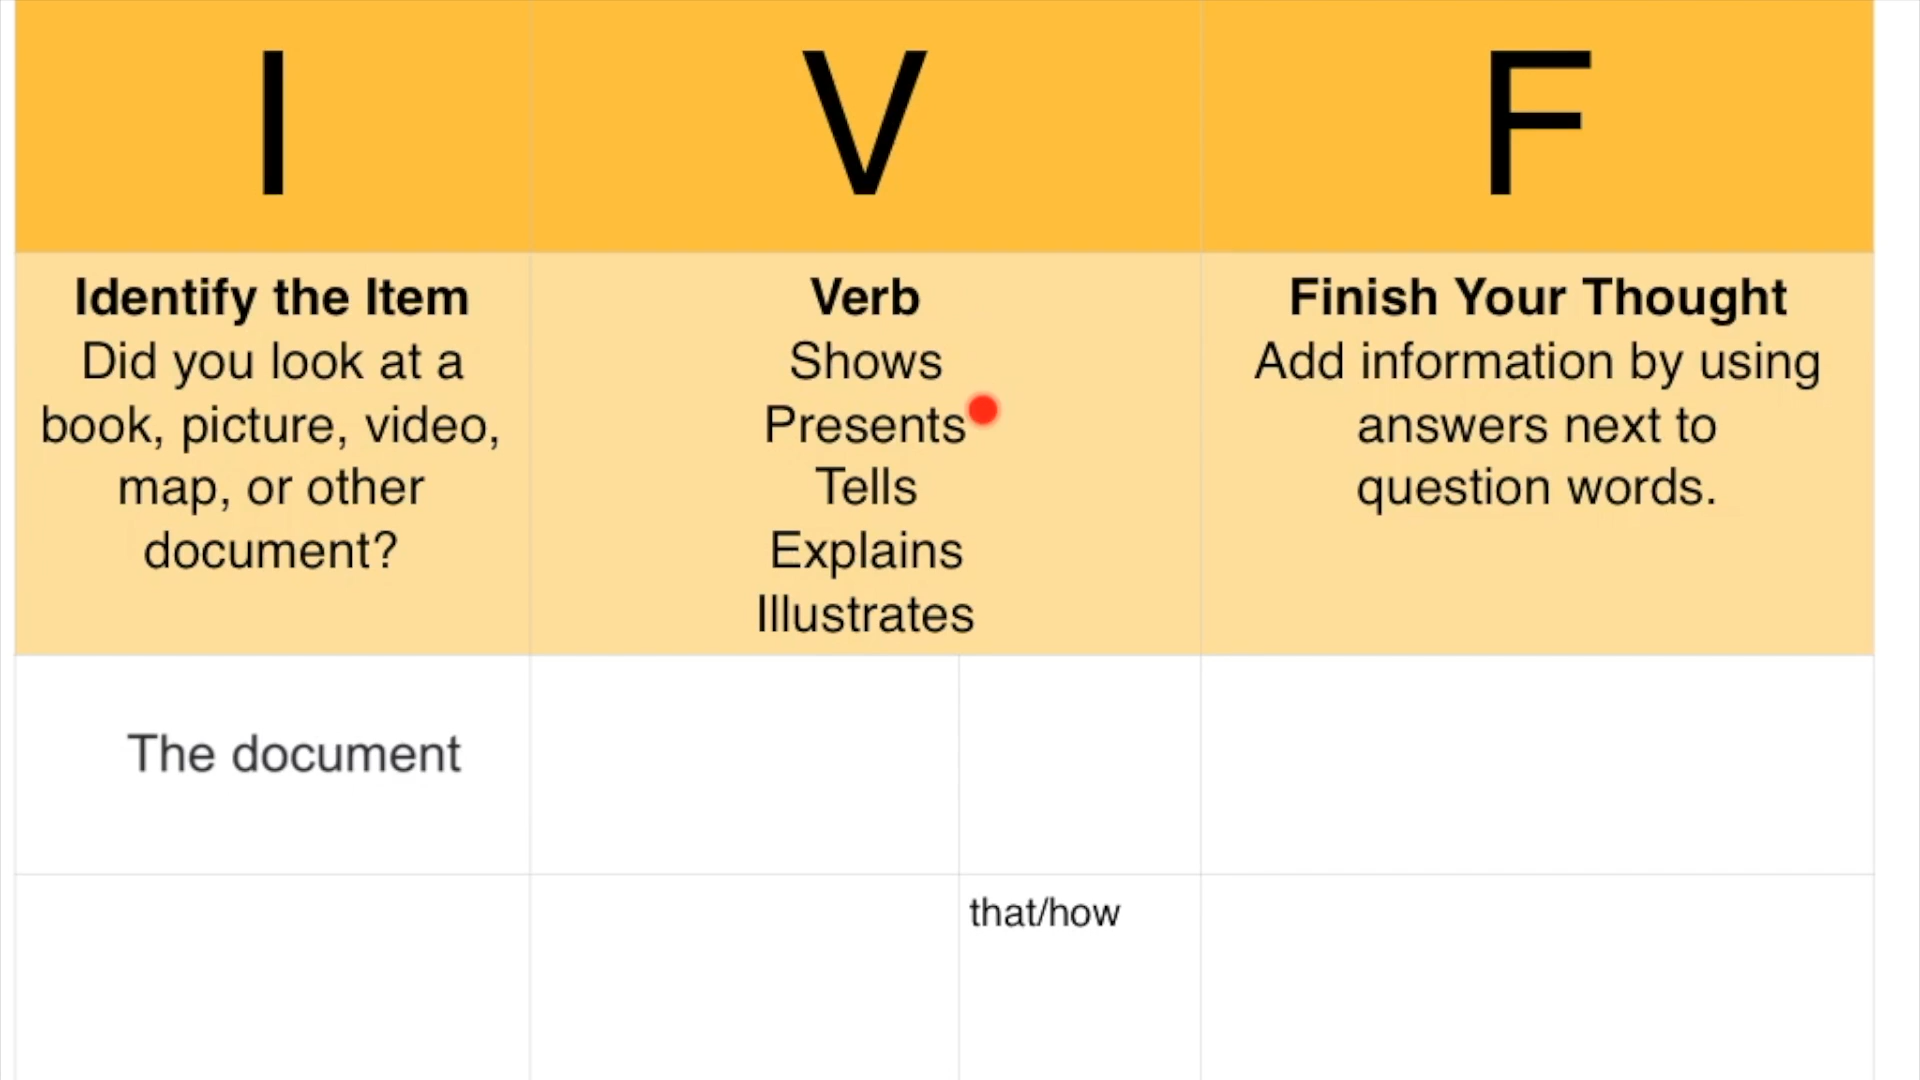 I
V
F
Identify the Item
Did you look at a
book, picture, video,
map, or other
document?
Verb
Shows
Presents
Tells
Explains
Illustrates
Finish Your Thought
Add information by using
answers next to
question words.
The document
that/how